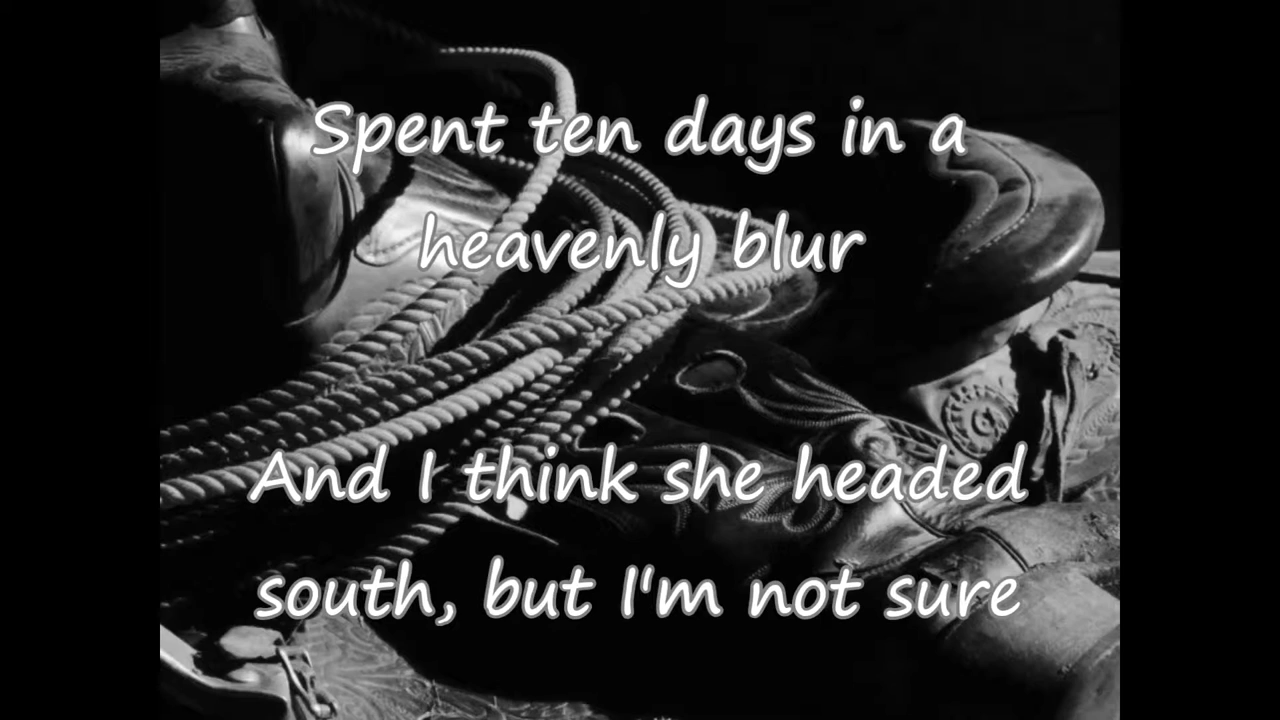 Spent ten days in a
heavenly blur
And I think she headed
south, but I'm not sure